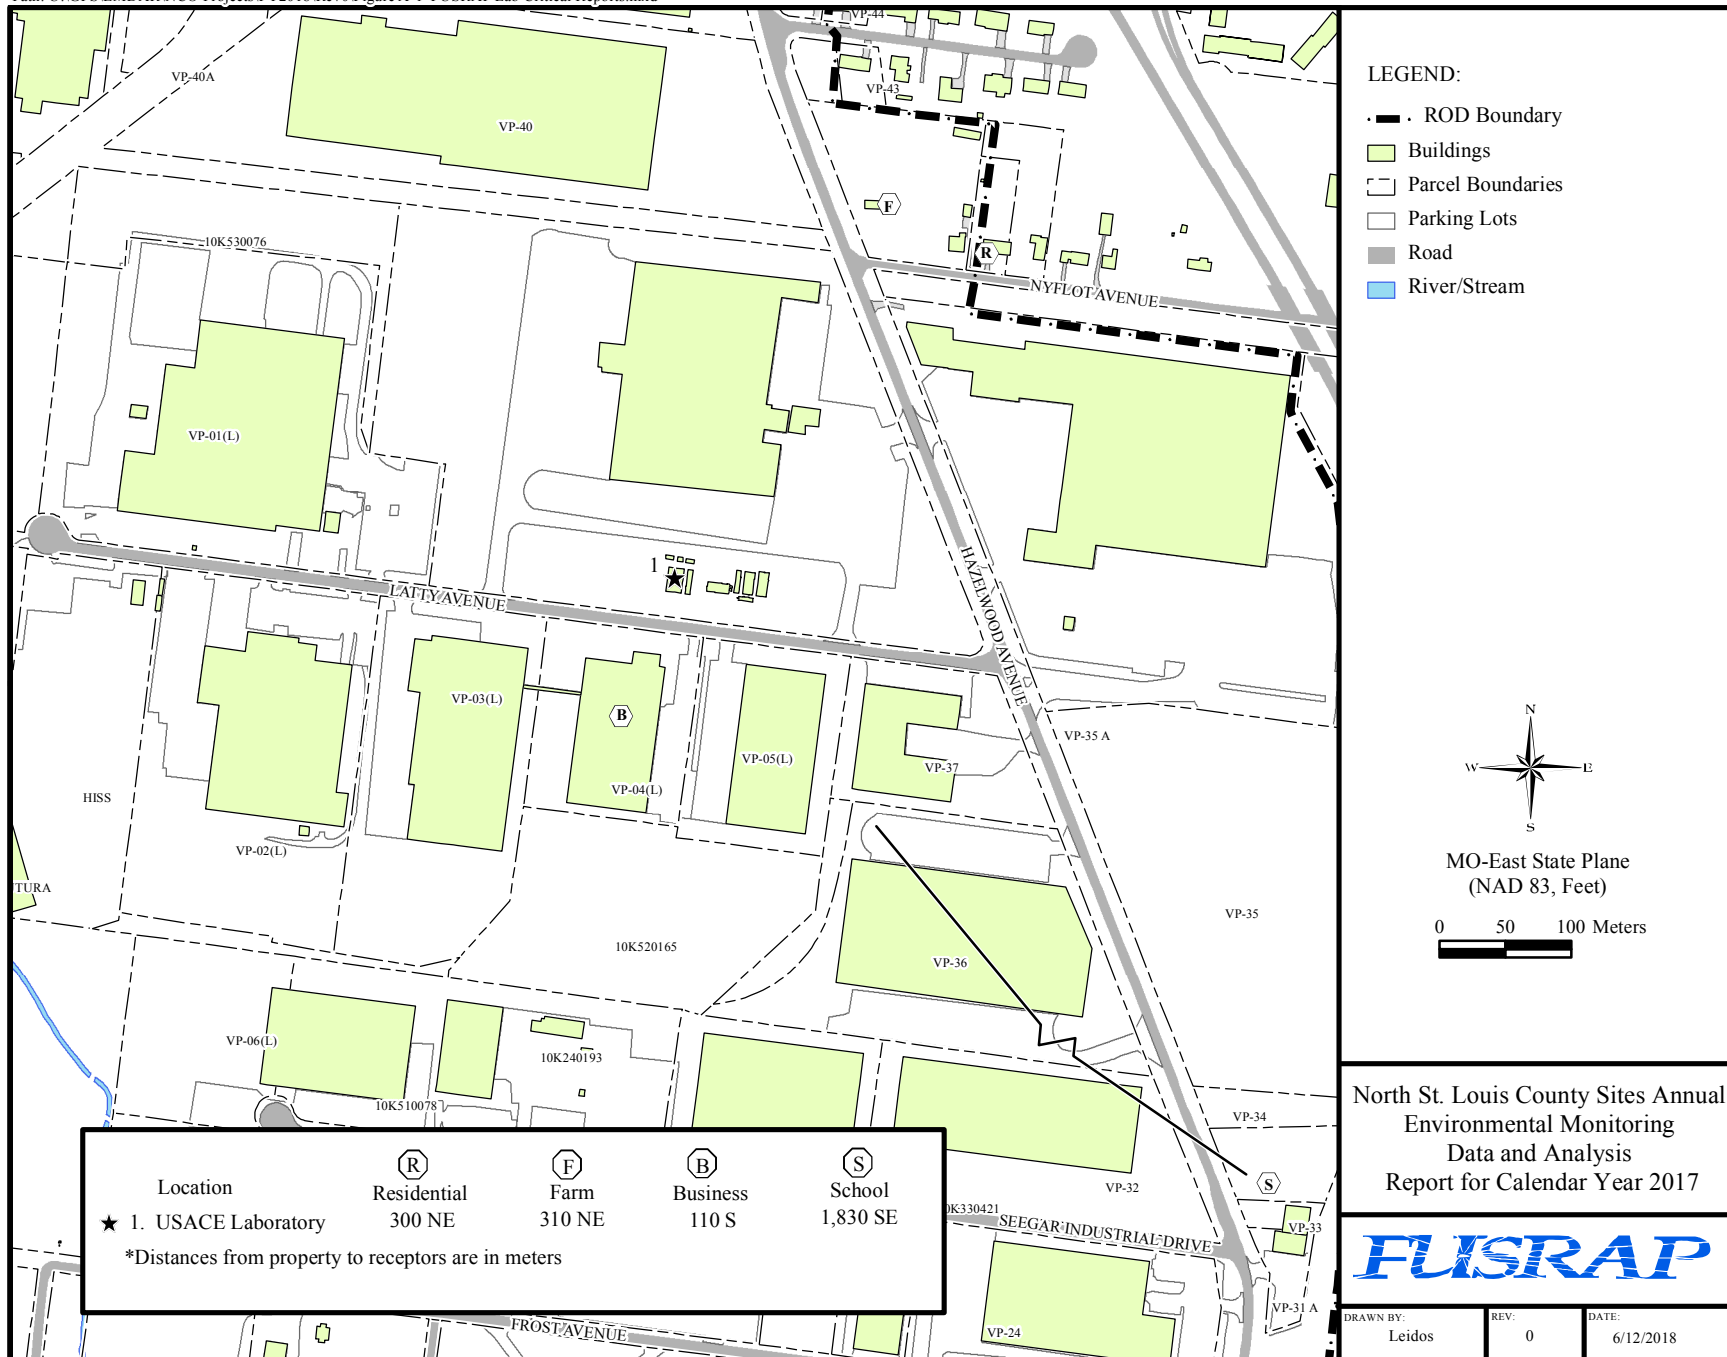 VP-44
VP-40A
VP-43
VP-40
F
10K530076
R
NYFLOT AVENUE
VP-01(L)
HAZELWOOD AVENUE
1
LATTY AVENUE
VP-03(L)
B
VP-35 A
VP-05(L)
VP-37
VP-04(L)
HISS
VP-02(L)
TURA
VP-35
10K520165
VP-36
VP-06(L)
10K240193
10K510078
VP-34
VP-32
S
0K330421
SEEGAR INDUSTRIAL DRIVE
VP-33
VP-31 A
FROST AVENUE
VP-24
R F B S
Location Residential Farm Business School
1. USACE Laboratory 300 NE 310 NE 110 S 1,830 SE
*Distances from property to receptors are in meters
LEGEND:
ROD Boundary
Buildings
Parcel Boundaries
Parking Lots
Road
River/Stream
N
W E
S
MO-East State Plane
(NAD 83, Feet)
0 50 100 Meters
North St. Louis County Sites Annual
Environmental Monitoring
Data and Analysis
Report for Calendar Year 2017
FUSRAP
DRAWN BY: REV: DATE:
Leidos 0 6/12/2018